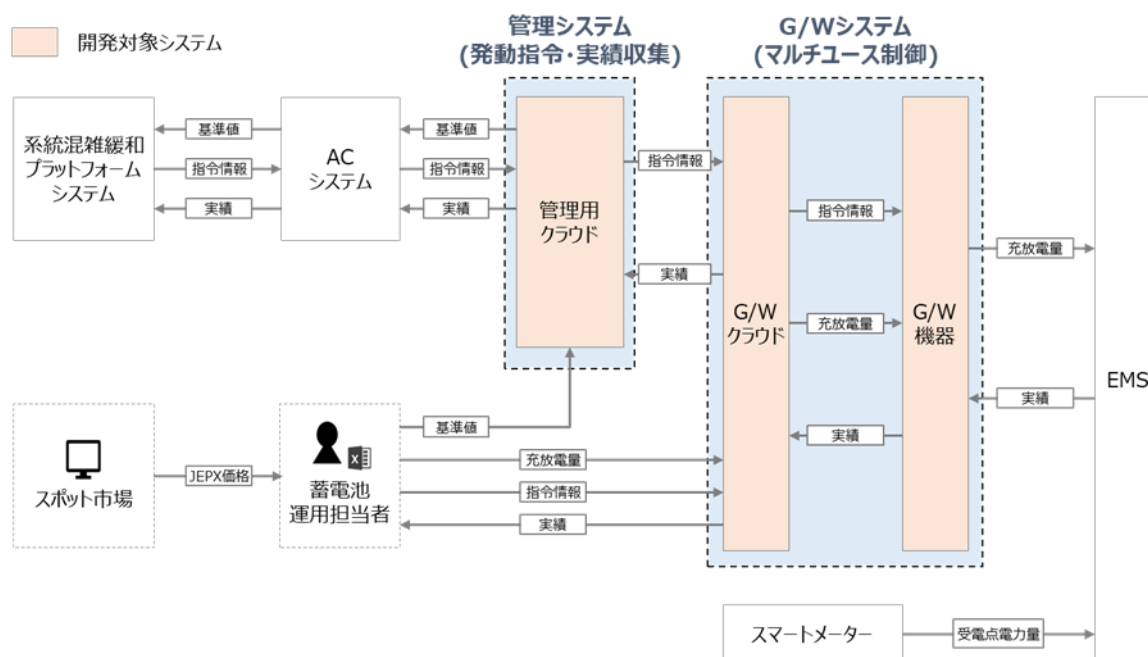 開発対象システム
管理システム
(発動指令・実績収集)
G/Wシステム
(マルチユース制御)
系統混雑緩和
プラットフォーム
システム
基準値
指令情報
実績
AC
システム
基準値
指令情報
実績
管理用
クラウド
指令情報
実績
G/W
クラウド
指令情報
充放電量
実績
G/W
機器
充放電量
実績
EMS
スポット市場
JEPX価格
蓄電池
運用担当者
基準値
充放電量
指令情報
実績
スマートメーター
受電点電力量